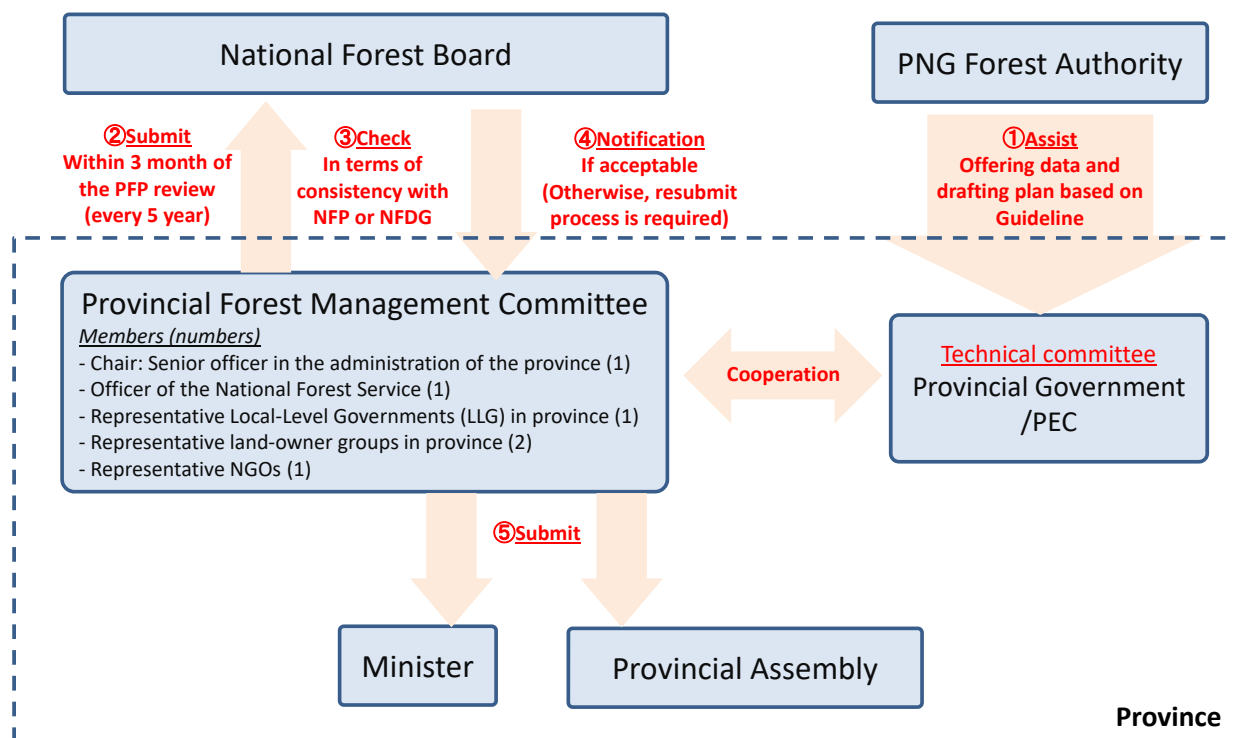 National Forest Board
PNG Forest Authority
②Submit
Within 3 month of
the PFP review
(every 5 year)
③Check
In terms of
consistency with
NFP or NFDG
④Notification
If acceptable
(Otherwise, resubmit
process is required)
①Assist
Offering data and
drafting plan based on
Guideline
Provincial Forest Management Committee
Members (numbers)
- Chair: Senior officer in the administration of the province (1)
- Officer of the National Forest Service (1)
- Representative Local-Level Governments (LLG) in province (1)
- Representative land-owner groups in province (2)
- Representative NGOs (1)
Cooperation
Technical committee
Provincial Government
/PEC
⑤Submit
Minister
Provincial Assembly
Province